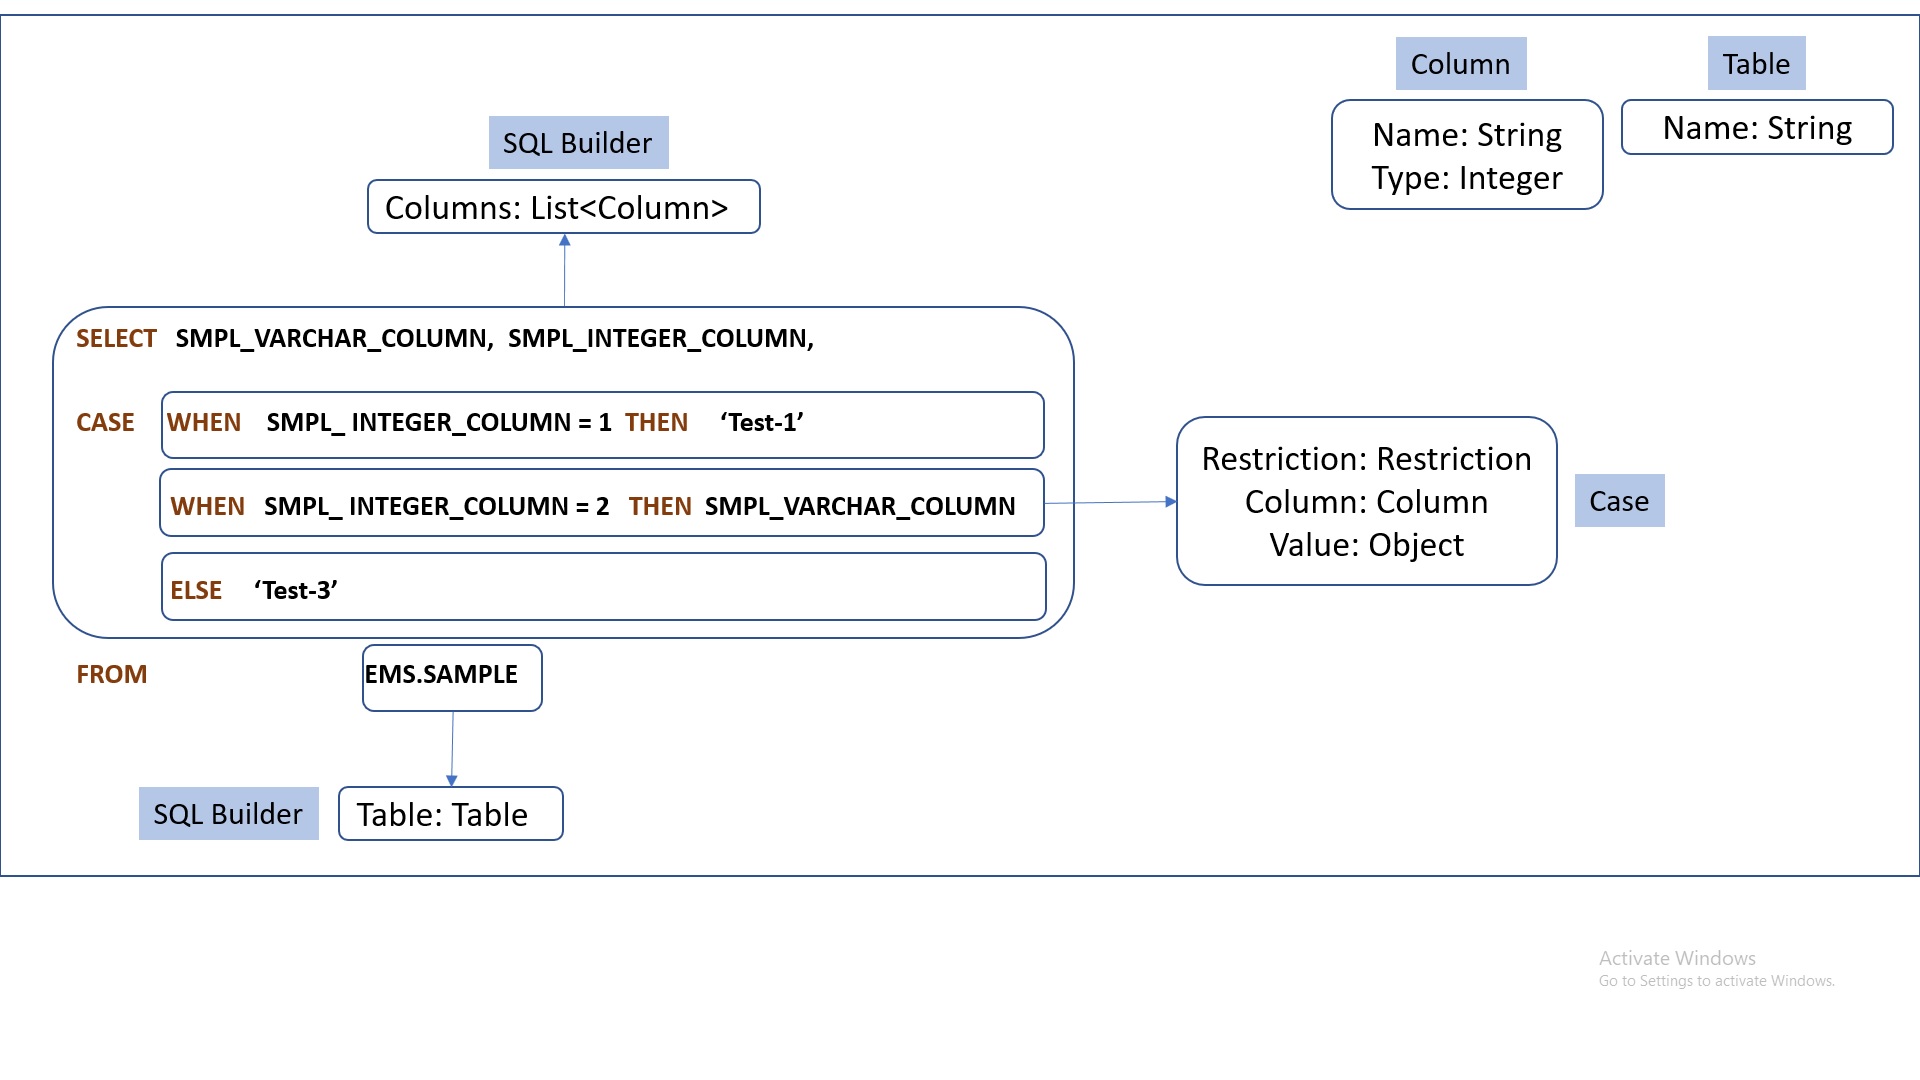 Column
Table
Name: String
Type: Integer
Name: String
SQL Builder
Columns: List<Column>
SELECT SMPL_VARCHAR_COLUMN, SMPL_INTEGER_COLUMN,
CASE WHEN SMPL_ INTEGER_COLUMN = 1 THEN ‘Test-1’
WHEN SMPL_ INTEGER_COLUMN = 2 THEN SMPL_VARCHAR_COLUMN
ELSE ‘Test-3’
Restriction: Restriction
Column: Column
Value: Object
Case
FROM EMS.SAMPLE
SQL Builder
Table: Table
Activate Windows
Go to Settings to activate Windows.